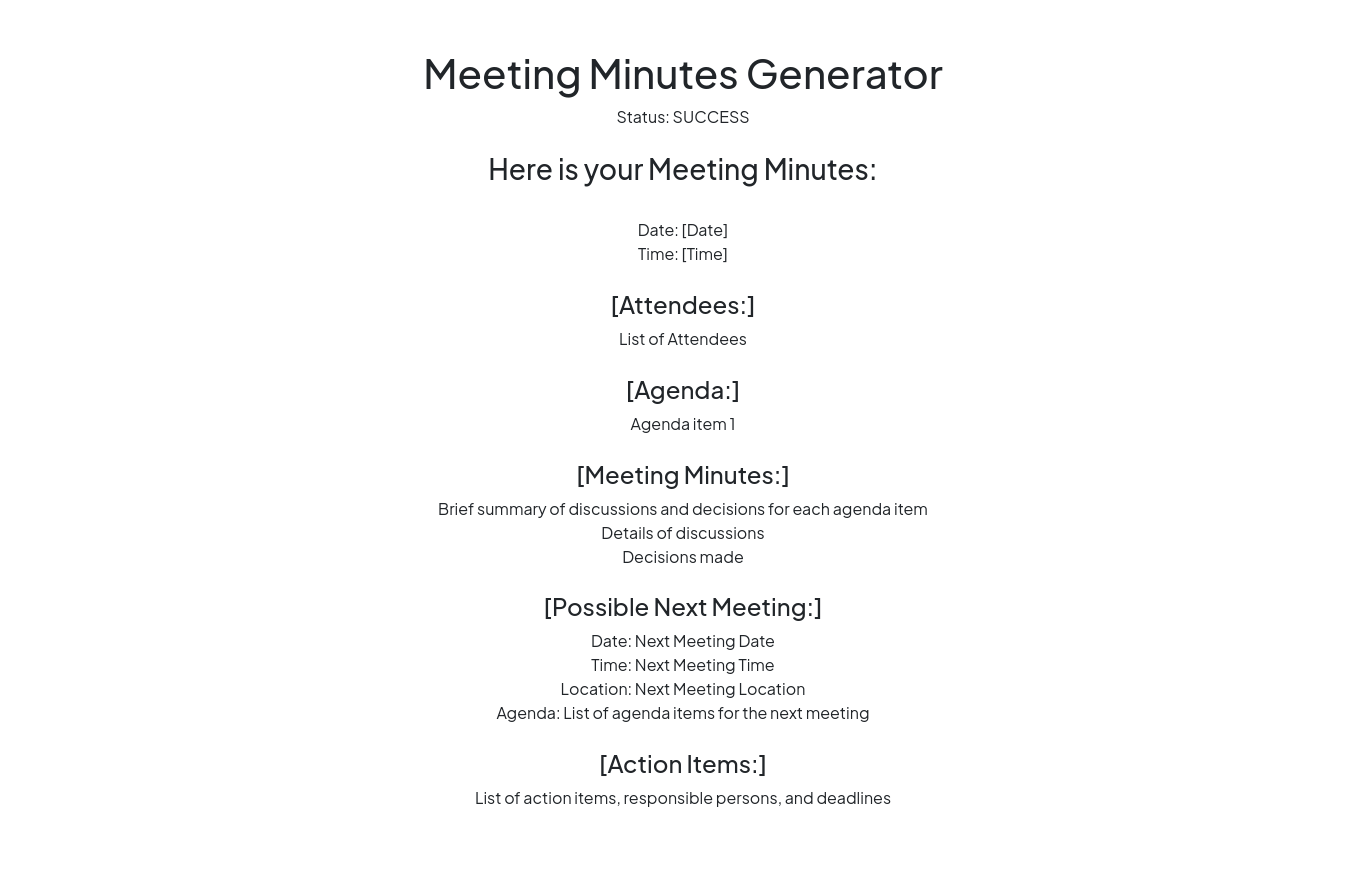 Meeting Minutes Generator
Status: SUCCESS
Here is your Meeting Minutes:
Date: [Date]
Time: [Time]
[Attendees:]
List of Attendees
[Agenda:]
Agenda item 1
[Meeting Minutes:]
Brief summary of discussions and decisions for each agenda item
Details of discussions
Decisions made
[Possible Next Meeting:]
Date: Next Meeting Date
Time: Next Meeting Time
Location: Next Meeting Location
Agenda: List of agenda items for the next meeting
[Action Items:]
List of action items, responsible persons, and deadlines